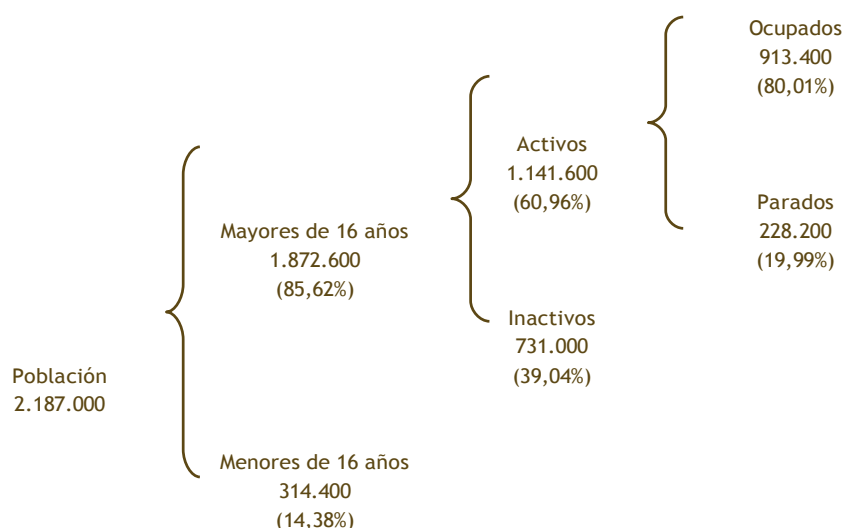 Población
2.187.000
Mayores de 16 años
1.872.600
(85,62%)
Menores de 16 años
314.400
(14,38%)
Activos
1.141.600
(60,96%)
Inactivos
731.000
(39,04%)
Ocupados
913.400
(80,01%)
Parados
228.200
(19,99%)